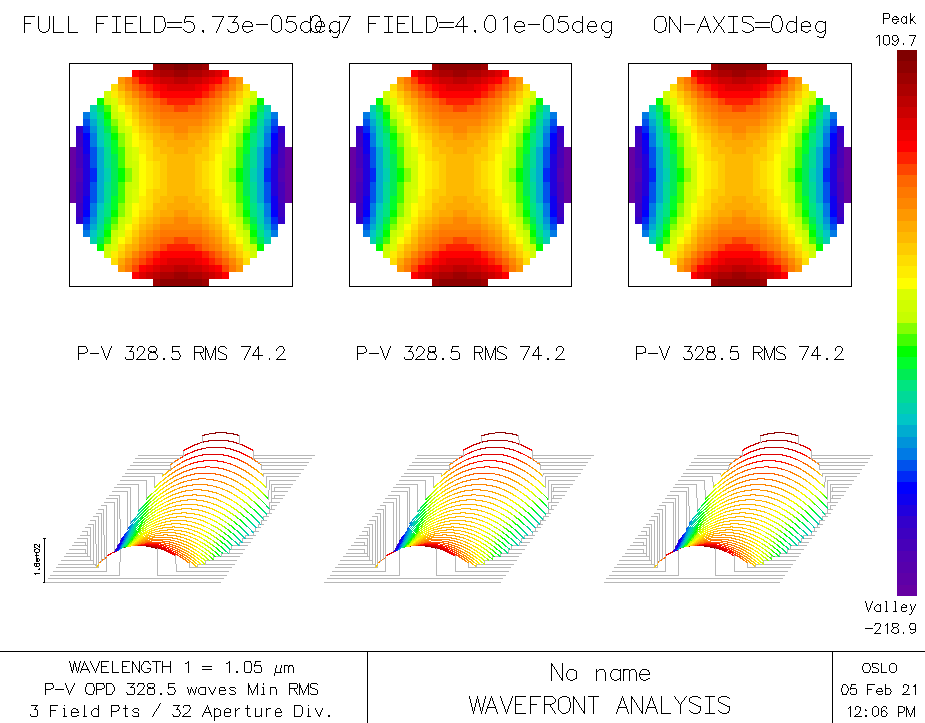 FULL FIELD=5.73e-05deg 0.7 FIELD=4.01e-05deg ON-AXIS=0deg
Peak
109.7
P-V 328.5 RMS 74.2 P-V 328.5 RMS 74.2 P-V 328.5 RMS 74.2
1.6e+02
Valley
-218.9
WAVELENGTH 1 = 1.05 µm
P-V OPD 328.5 waves Min RMS
3 Field Pts / 32 Aperture Div.
No name
WAVEFRONT ANALYSIS
OSLO
05 Feb 21
12:06 PM